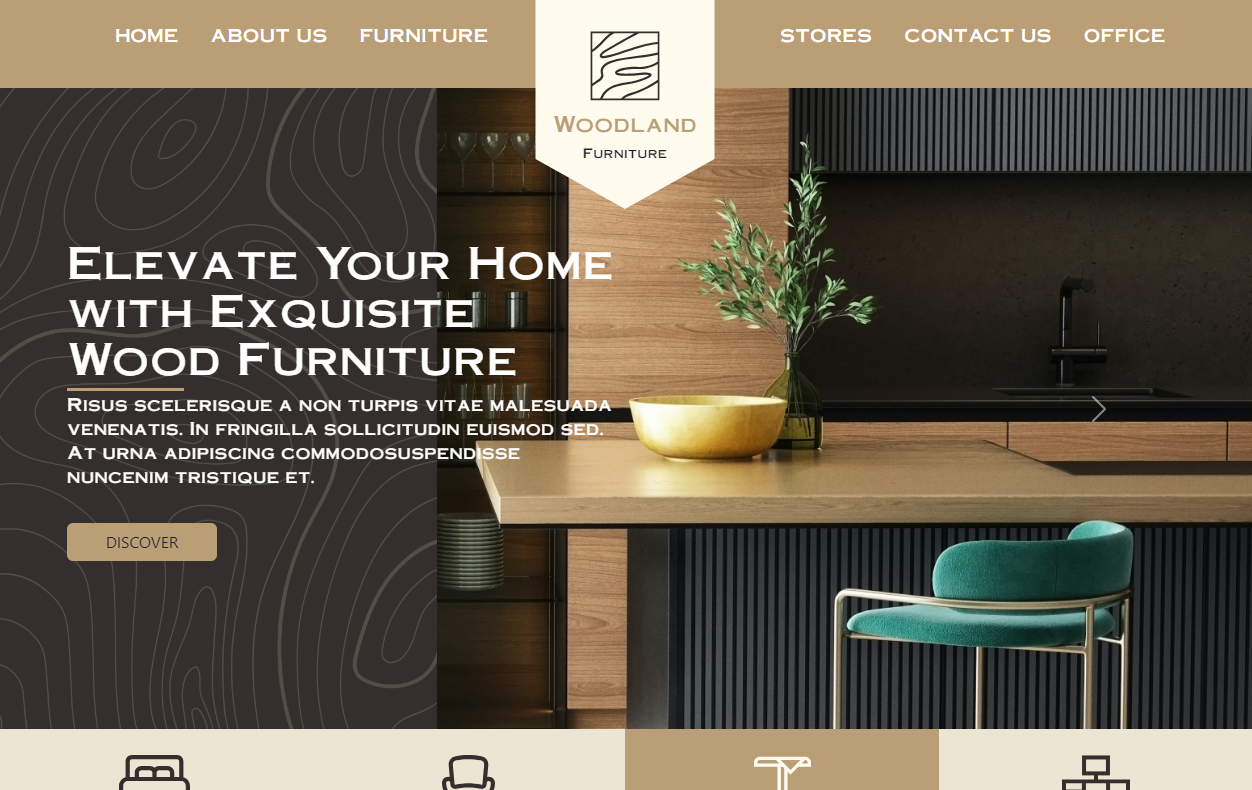 HOME ABOUT US FURNITURE STORES CONTACT US OFFICE
WOODLAND
FURNITURE
ELEVATE YOUR HOME
WITH EXQUISITE
WOOD FURNITURE
RISUS SCELERISQUE A NON TURPIS VITAE MALESUADA
VENENATIS. IN FRINGILLA SOLLICITUDIN EUISMOD SED.
AT URNA ADIPISCING COMMODOSUSPENDISSE
NUNCENIM TRISTIQUE ET.
DISCOVER